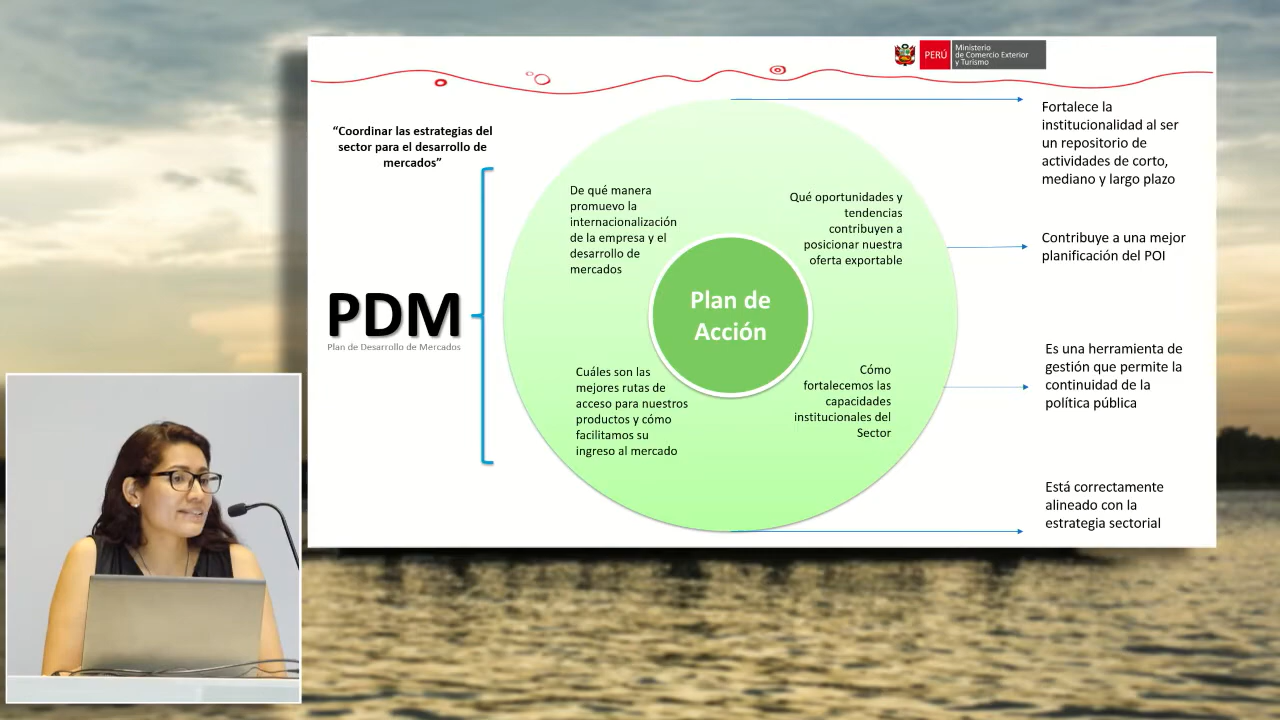 PERÚ
Ministerio
de Comercio Exterior
y Turismo
“Coordinar las estrategias del
sector para el desarrollo de
mercados”
PDM
Plan de Desarrollo de Mercados
De qué manera
promuevo la
internacionalización
de la empresa y el
desarrollo de
mercados
Qué oportunidades y
tendencias
contribuyen a
posicionar nuestra
oferta exportable
Plan de
Acción
Cuáles son las
mejores rutas de
acceso para nuestros
productos y cómo
facilitamos su
ingreso al mercado
Cómo
fortalecemos las
capacidades
institucionales del
Sector
Fortalece la
institucionalidad al ser
un repositorio de
actividades de corto,
mediano y largo plazo
Contribuye a una mejor
planificación del POI
Es una herramienta de
gestión que permite la
continuidad de la
política pública
Está correctamente
alineado con la
estrategia sectorial